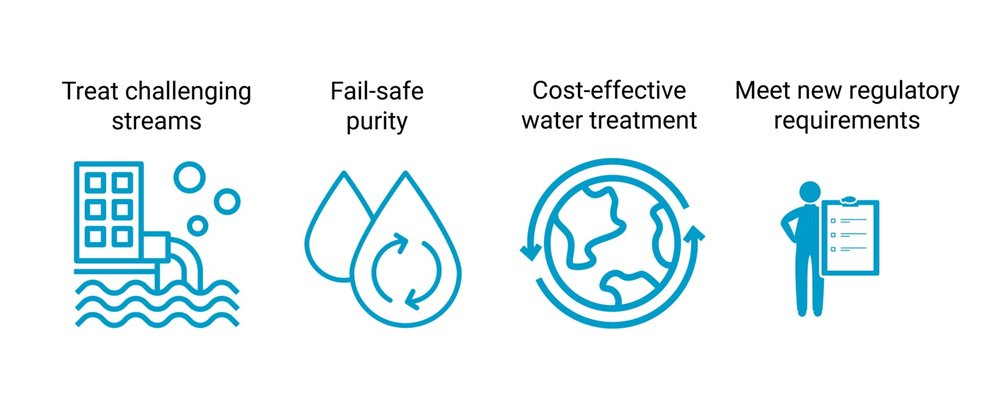 Treat challenging
streams
Fail-safe
purity
Cost-effective
water treatment
Meet new regulatory
requirements